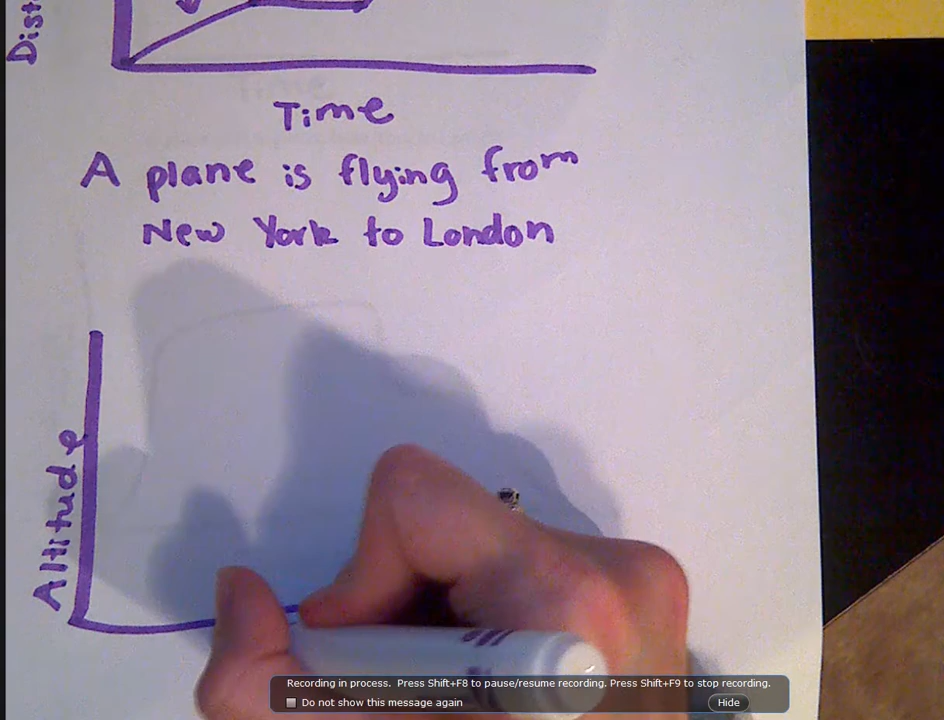 Dist
Time
A plane is flying from
New York to London
Altitude
Recording in process. Press Shift+F8 to pause/resume recording. Press Shift+F9 to stop recording.
Do not show this message again
Hide